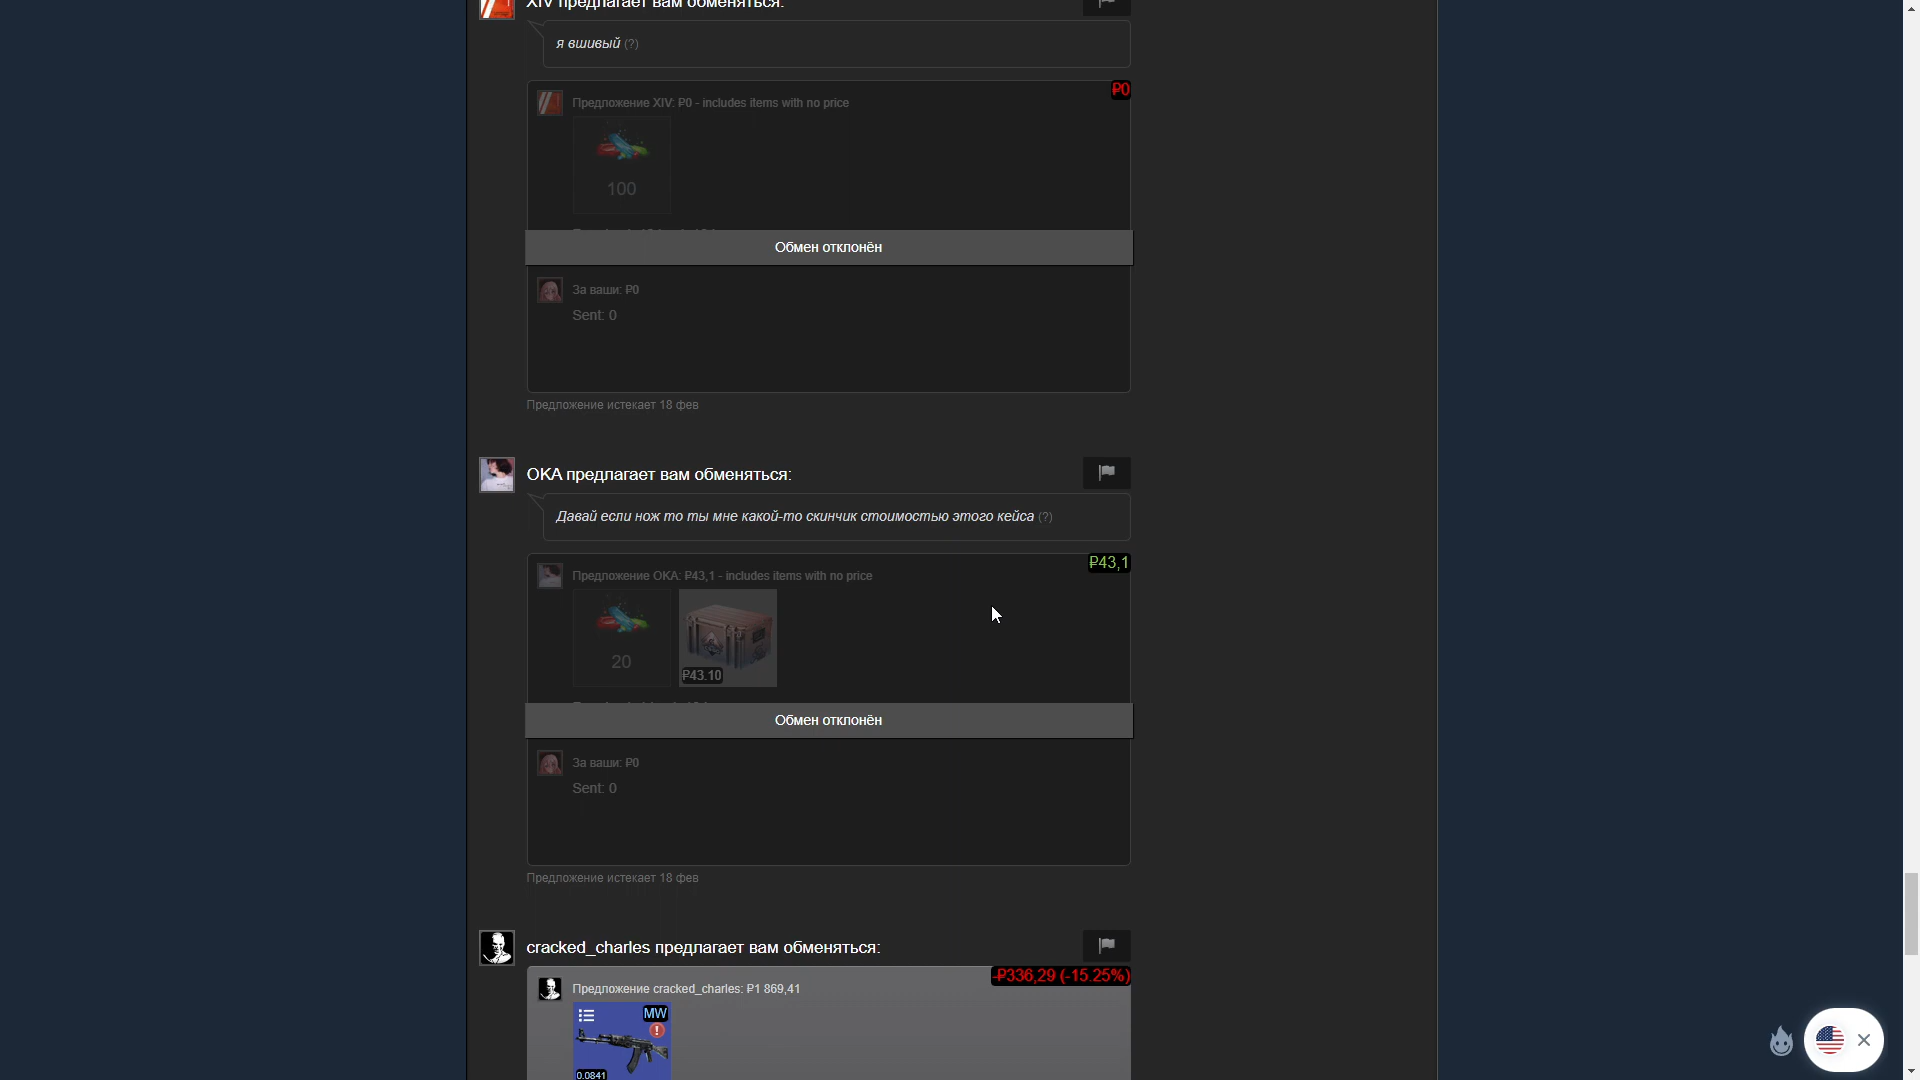 XIV предлагает вам обменяться:
я вшивый (?)
₽0
Предложение XIV: ₽0 - includes items with no price
100
Обмен отклонён
За ваши: ₽0
Sent: 0
Предложение истекает 18 фев
OKA предлагает вам обменяться:
Давай если нож то ты мне какой-то скинчик стоимостью этого кейса (?)
₽43,1
Предложение OKA: ₽43,1 - includes items with no price
20
₽43.10
Обмен отклонён
За ваши: ₽0
Sent: 0
Предложение истекает 18 фев
cracked_charles предлагает вам обменяться:
-₽336,29 (-15.25%)
Предложение cracked_charles: ₽1 869,41
MW
0.0841